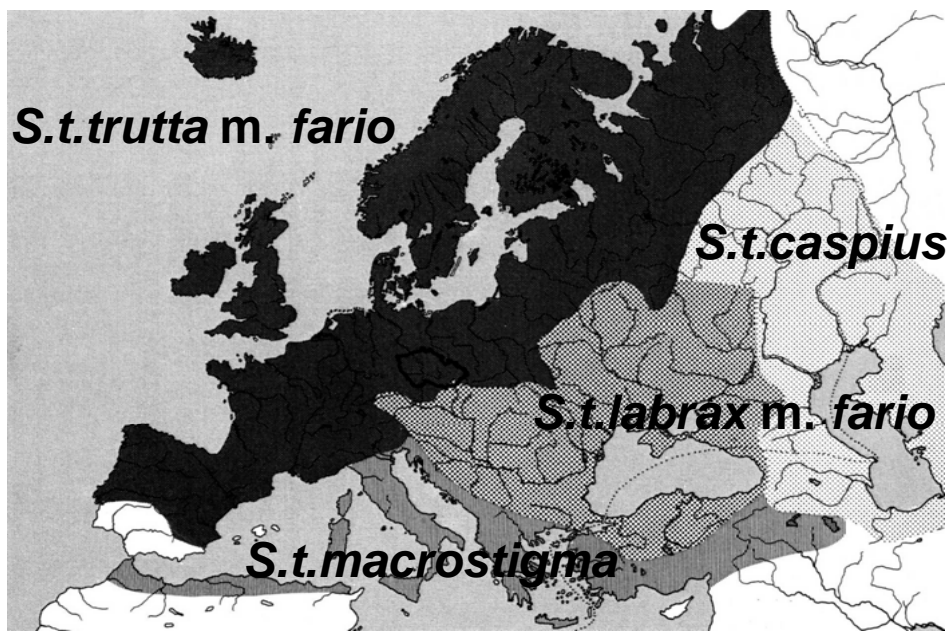 S.t.trutta m. fario
S.t.caspius
S.t.labrax m. fario
S.t.macrostigma